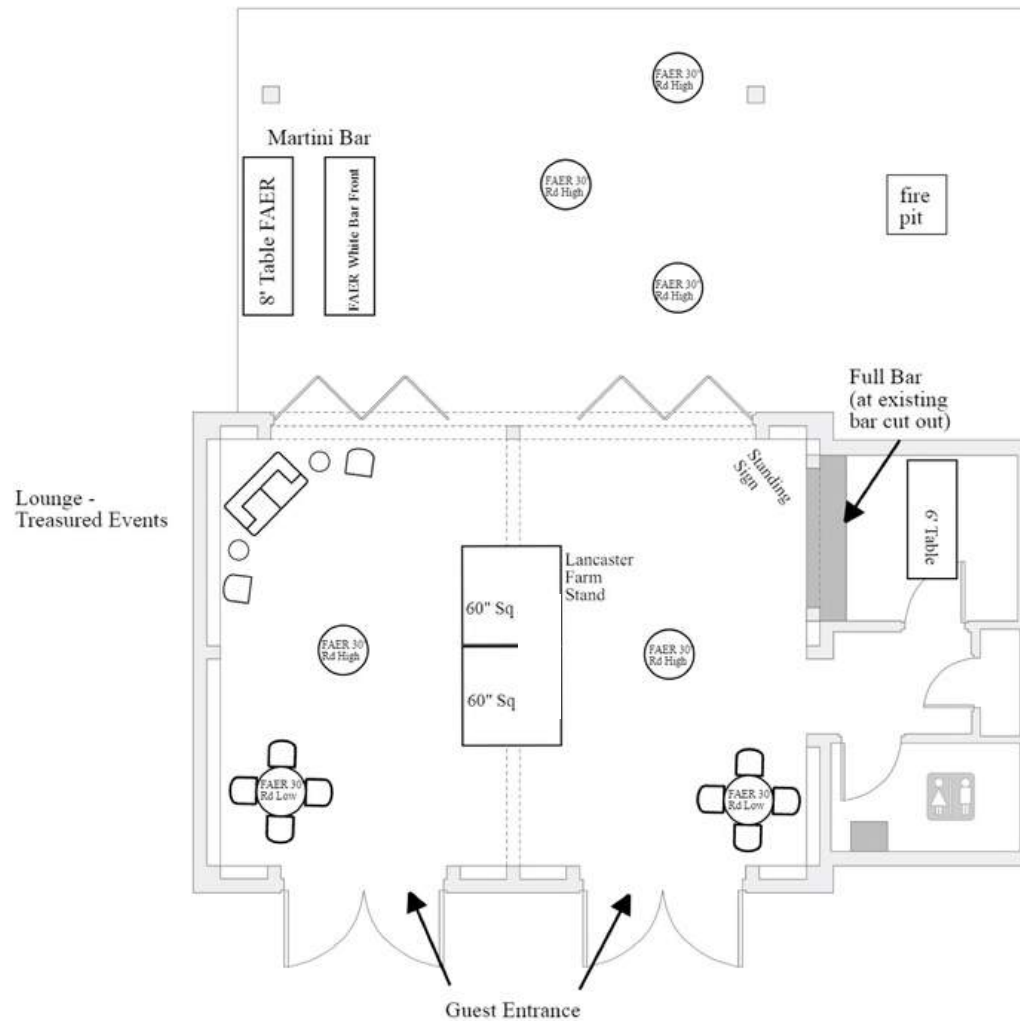 FAER 30"
Rd High
Martini Bar
8' Table FAER
FAER White Bar Front
FAER 30"
Rd High
fire
pit
FAER 30"
Rd High
Full Bar
(at existing
bar cut out)
Standing
Sign
6' Table
Lounge -
Treasured Events
Lancaster
Farm
Stand
60" Sq
FAER 30"
Rd High
FAER 30"
Rd High
60" Sq
FAER 30"
Rd Low
FAER 30"
Rd Low
Guest Entrance